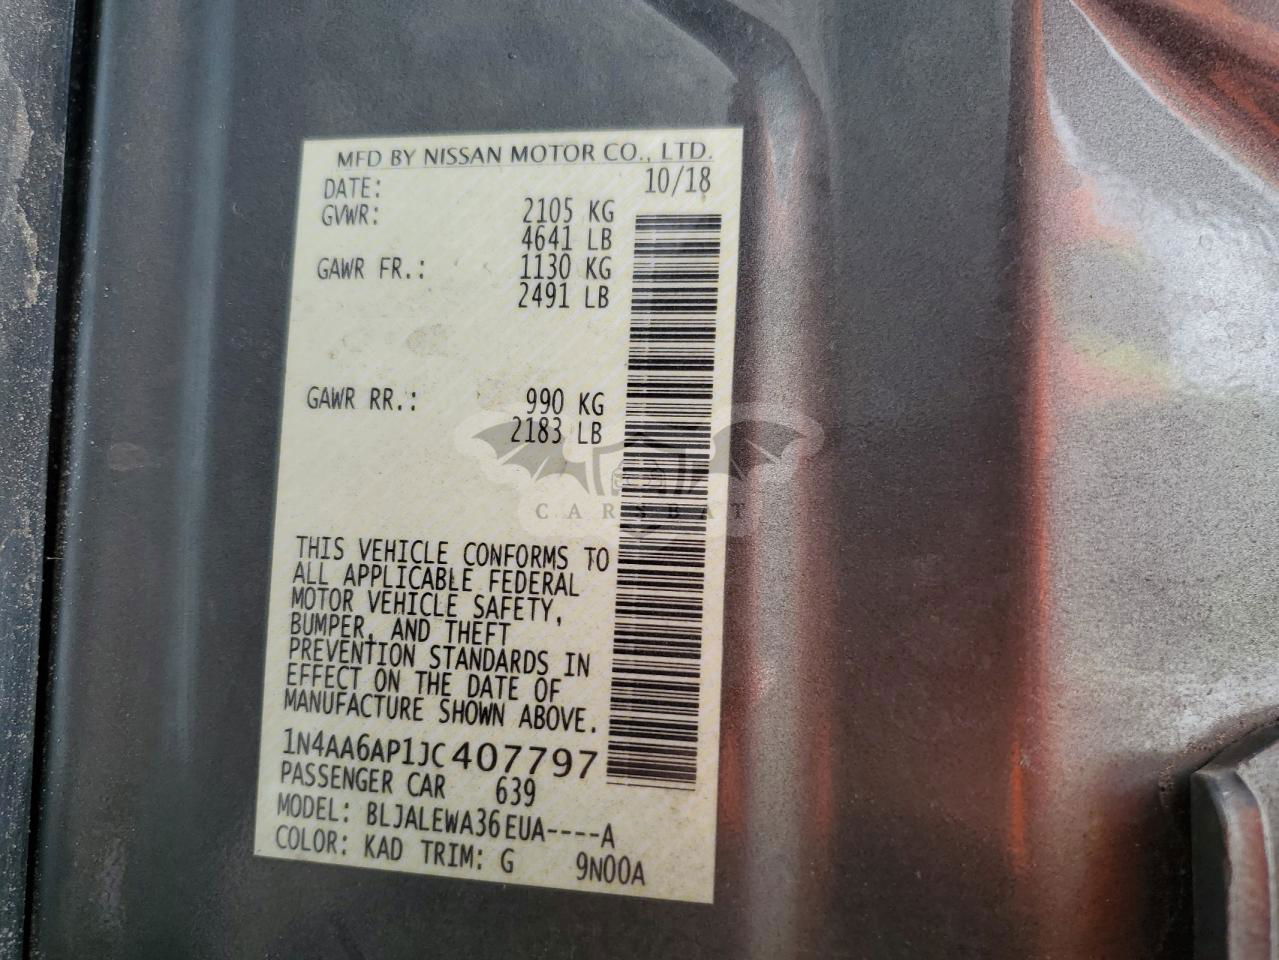 MFD BY NISSAN MOTOR CO., LTD.
DATE: 10/18
GVWR: 2105 KG
4641 LB
GAWR FR.: 1130 KG
2491 LB
GAWR RR.: 990 KG
2183 LB
CARSBAT
THIS VEHICLE CONFORMS TO
ALL APPLICABLE FEDERAL
MOTOR VEHICLE SAFETY,
BUMPER, AND THEFT
PREVENTION STANDARDS IN
EFFECT ON THE DATE OF
MANUFACTURE SHOWN ABOVE.
1N4AA6AP1JC407797
PASSENGER CAR 639
MODEL: BLJALEWA36EUA----A
COLOR: KAD TRIM: G 9N00A